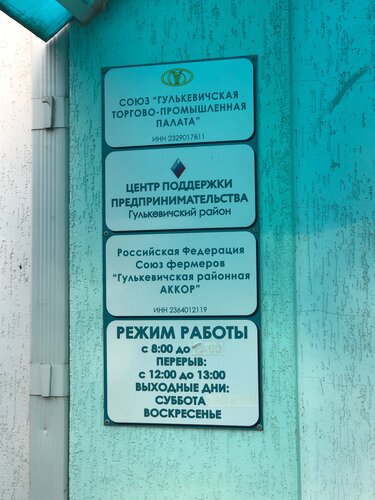 СОЮЗ "ГУЛЬКЕВИЧСКАЯ
ТОРГОВО-ПРОМЫШЛЕННАЯ
ПАЛАТА"
ИНН 2329017611
ЦЕНТР ПОДДЕРЖКИ
ПРЕДПРИНИМАТЕЛЬСТВА
Гулькевичский район
Российская Федерация
Союз фермеров
"Гулькевичская районная
АККОР"
ИНН 2364012119
РЕЖИМ РАБОТЫ
с 8:00 до
ПЕРЕРЫВ:
с 12:00 до 13:00
ВЫХОДНЫЕ ДНИ:
СУББОТА
ВОСКРЕСЕНЬЕ